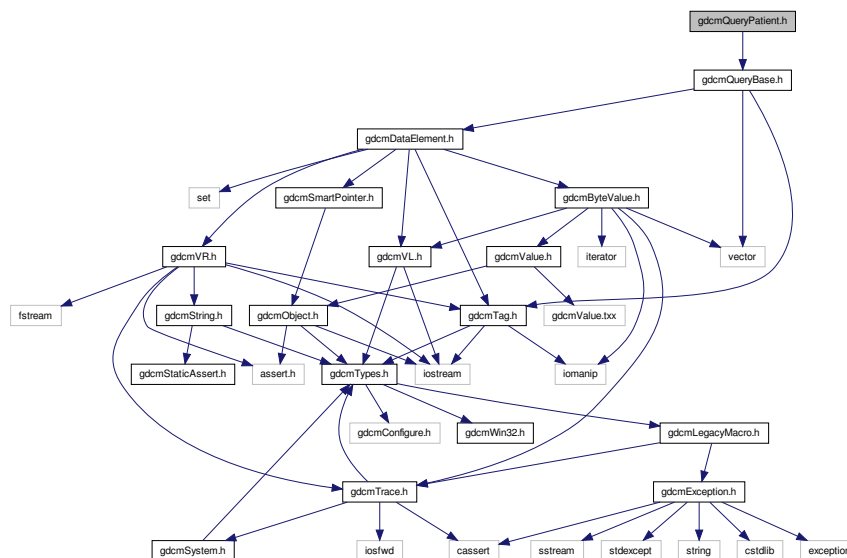 gdcmQueryPatient.h
gdcmQueryBase.h
gdcmDataElement.h
set
gdcmSmartPointer.h
gdcmByteValue.h
gdcmVR.h
gdcmVL.h
gdcmValue.h
iterator
vector
fstream
gdcmString.h
gdcmObject.h
gdcmTag.h
gdcmValue.txx
gdcmStaticAssert.h
assert.h
gdcmTypes.h
iostream
iomanip
gdcmConfigure.h
gdcmWin32.h
gdcmLegacyMacro.h
gdcmTrace.h
gdcmException.h
gdcmSystem.h
iosfwd
cassert
sstream
stdexcept
string
cstdlib
exception